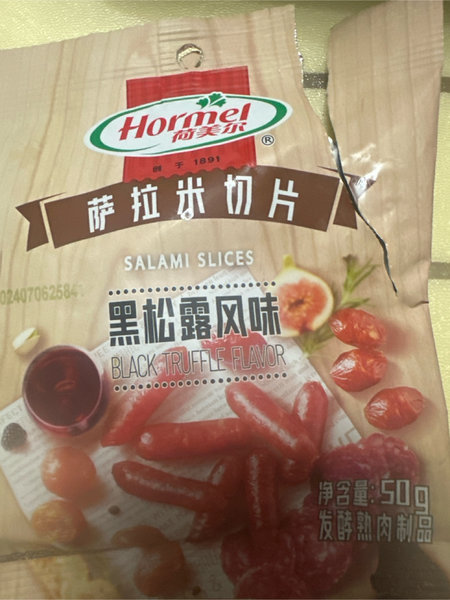 Hormel
荷美尔
®
创于1891
萨拉米切片
SALAMI SLICES
02407062584
黑松露风味
BLACK TRUFFLE FLAVOR
净含量:50g
发酵熟肉制品